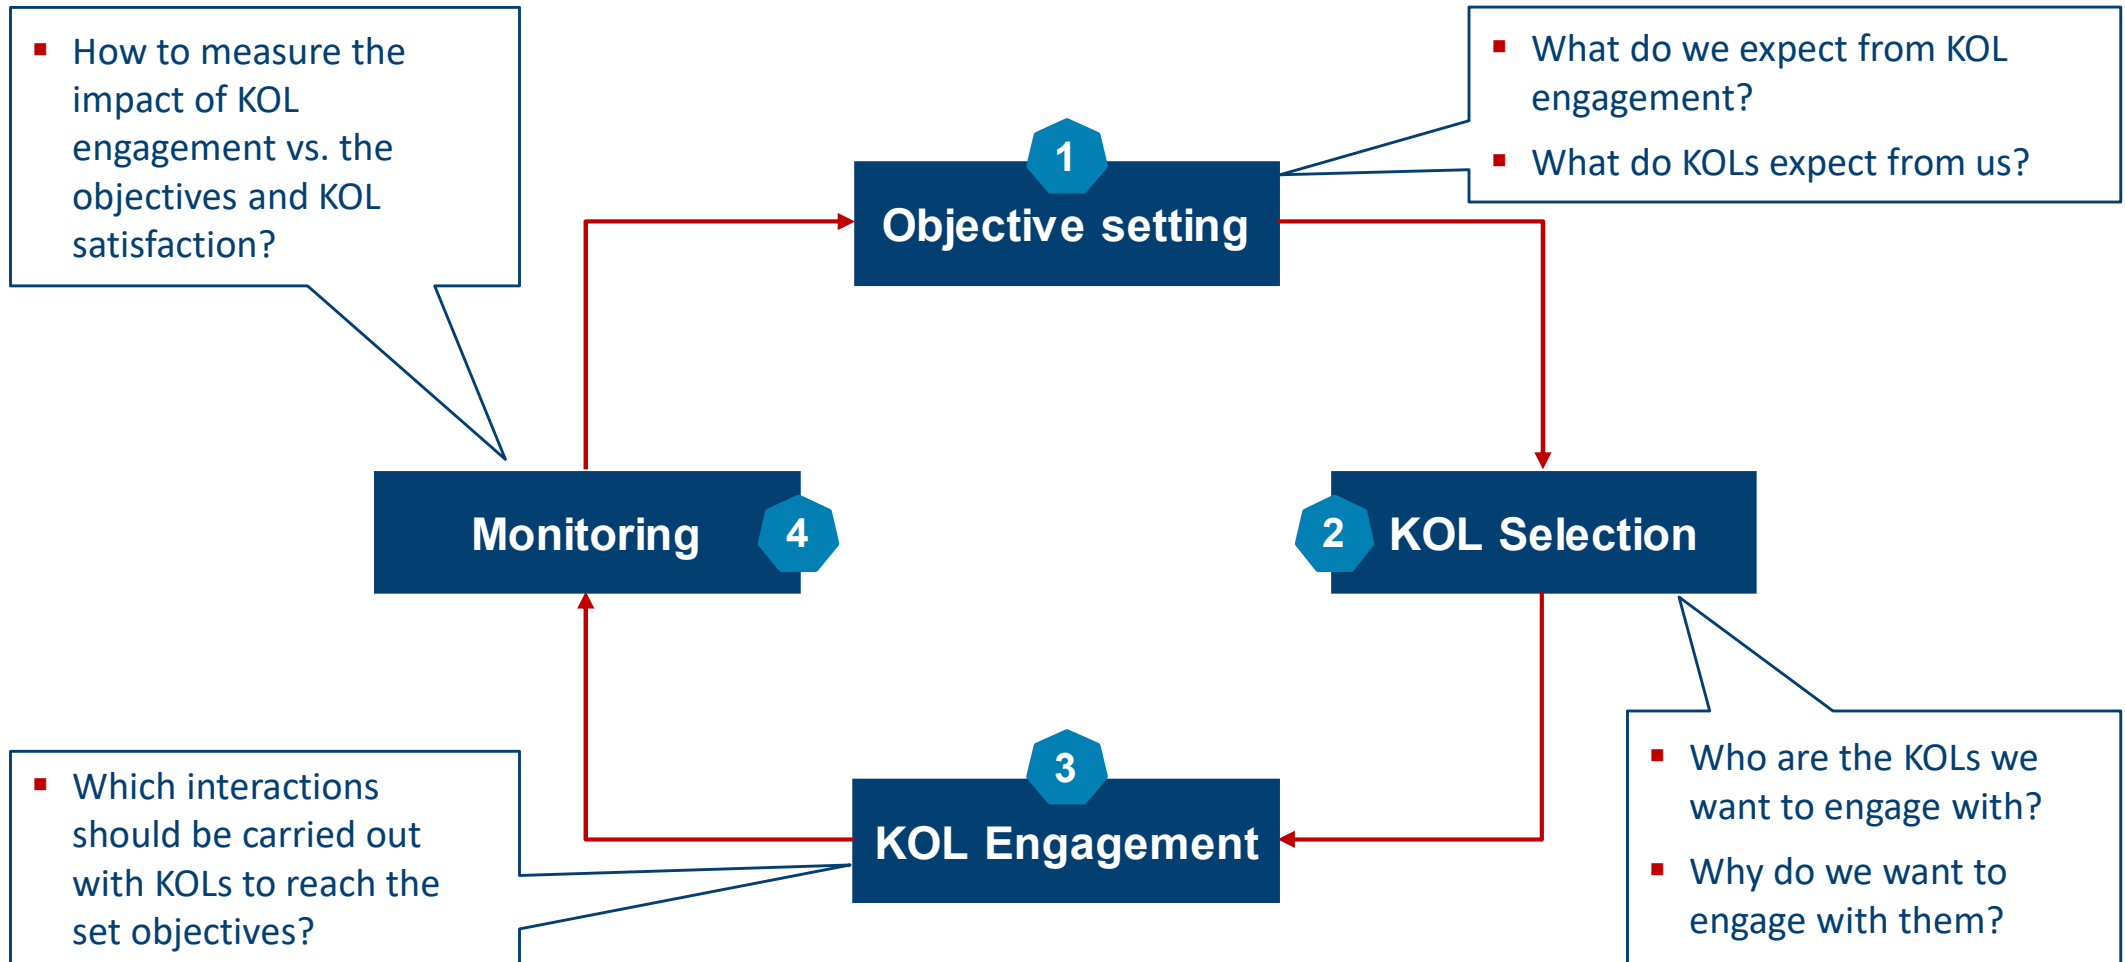 ▪ How to measure the
impact of KOL
engagement vs. the
objectives and KOL
satisfaction?
▪ What do we expect from KOL
engagement?
▪ What do KOLs expect from us?
1
Objective setting
Monitoring
4
2
KOL Selection
3
KOL Engagement
▪ Which interactions
should be carried out
with KOLs to reach the
set objectives?
▪ Who are the KOLs we
want to engage with?
▪ Why do we want to
engage with them?